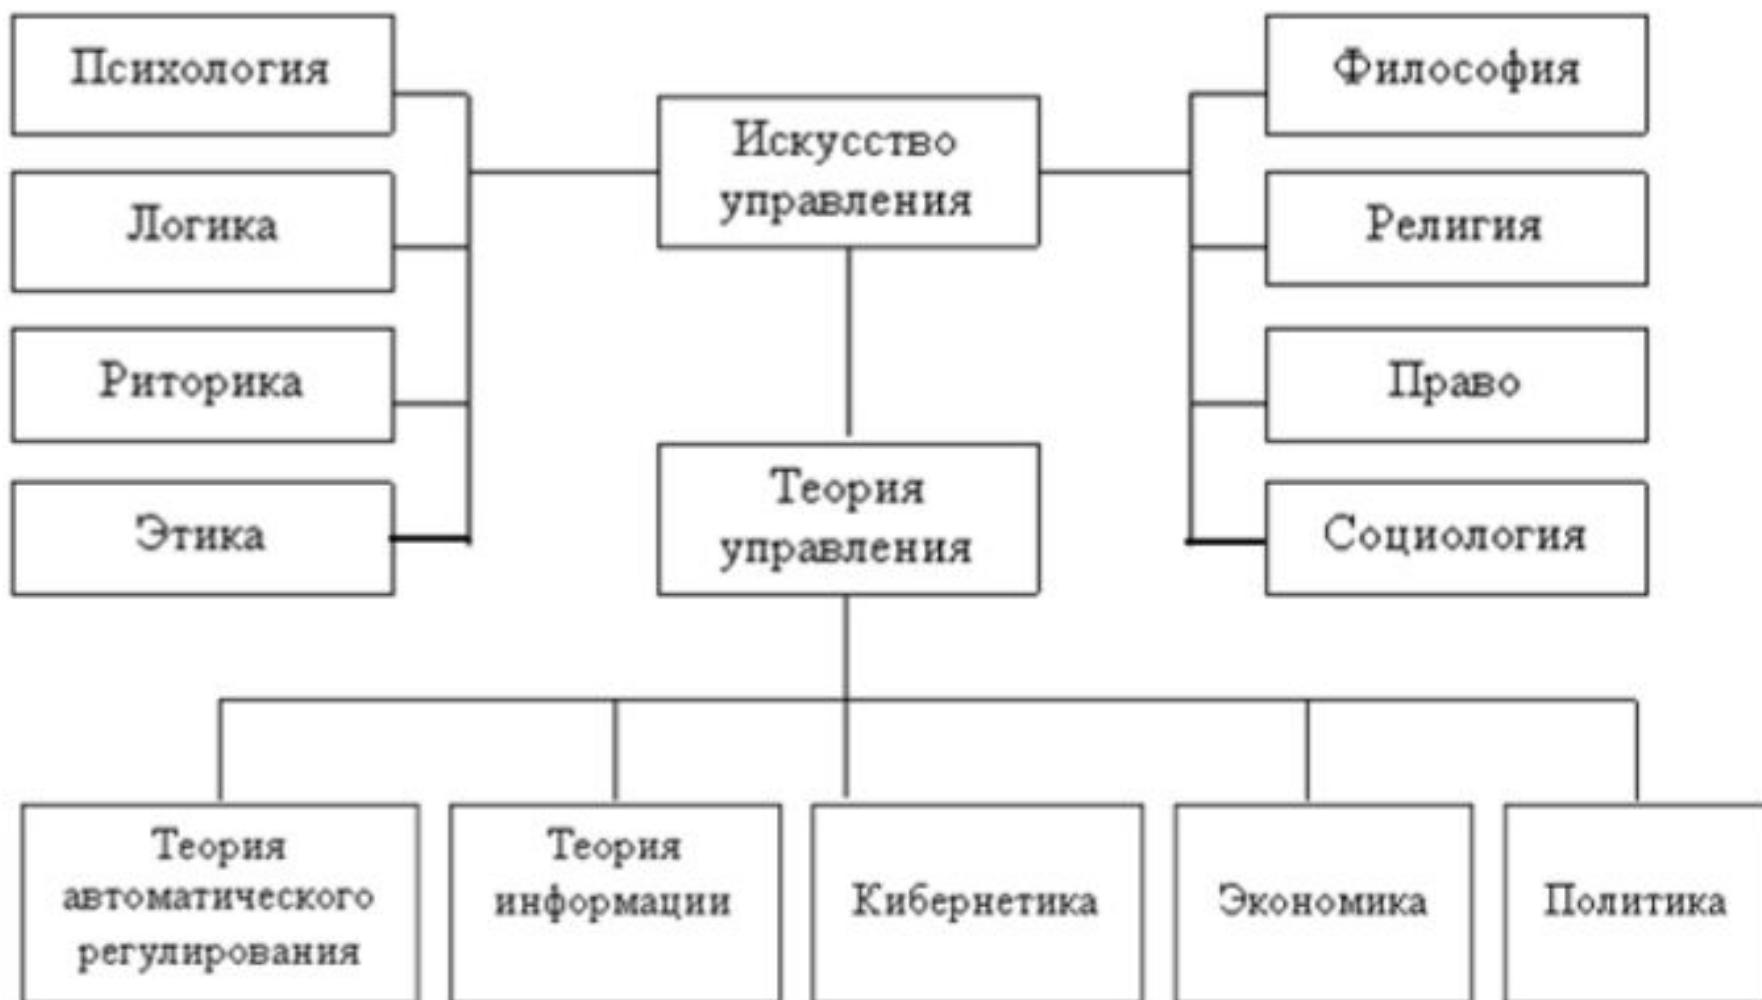 Психология
Логика
Риторика
Этика
Искусство
управления
Теория
управления
Философия
Религия
Право
Социология
Теория
автоматического
регулирования
Теория
информации
Кибернетика
Экономика
Политика